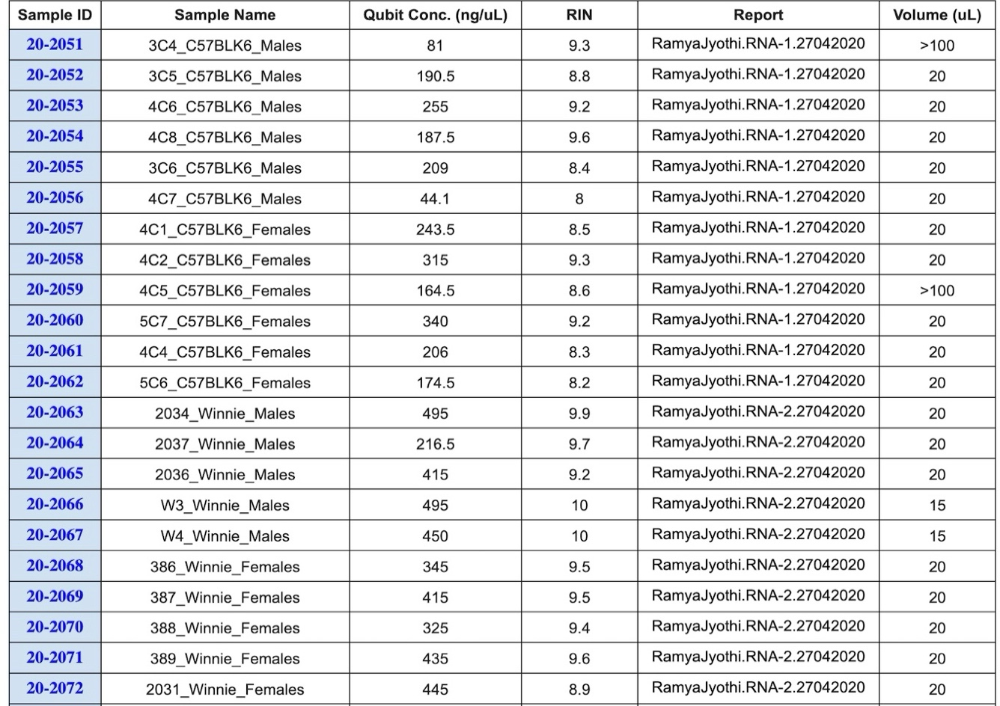 Sample ID Sample Name Qubit Conc. (ng/uL) RIN Report Volume (uL)
20-2051 3C4_C57BLK6_Males 81 9.3 RamyaJyothi.RNA-1.27042020 >100
20-2052 3C5_C57BLK6_Males 190.5 8.8 RamyaJyothi.RNA-1.27042020 20
20-2053 4C6_C57BLK6_Males 255 9.2 RamyaJyothi.RNA-1.27042020 20
20-2054 4C8_C57BLK6_Males 187.5 9.6 RamyaJyothi.RNA-1.27042020 20
20-2055 3C6_C57BLK6_Males 209 8.4 RamyaJyothi.RNA-1.27042020 20
20-2056 4C7_C57BLK6_Males 44.1 8 RamyaJyothi.RNA-1.27042020 20
20-2057 4C1_C57BLK6_Females 243.5 8.5 RamyaJyothi.RNA-1.27042020 20
20-2058 4C2_C57BLK6_Females 315 9.3 RamyaJyothi.RNA-1.27042020 20
20-2059 4C5_C57BLK6_Females 164.5 8.6 RamyaJyothi.RNA-1.27042020 >100
20-2060 5C7_C57BLK6_Females 340 9.2 RamyaJyothi.RNA-1.27042020 20
20-2061 4C4_C57BLK6_Females 206 8.3 RamyaJyothi.RNA-1.27042020 20
20-2062 5C6_C57BLK6_Females 174.5 8.2 RamyaJyothi.RNA-1.27042020 20
20-2063 2034_Winnie_Males 495 9.9 RamyaJyothi.RNA-2.27042020 20
20-2064 2037_Winnie_Males 216.5 9.7 RamyaJyothi.RNA-2.27042020 20
20-2065 2036_Winnie_Males 415 9.2 RamyaJyothi.RNA-2.27042020 20
20-2066 W3_Winnie_Males 495 10 RamyaJyothi.RNA-2.27042020 15
20-2067 W4_Winnie_Males 450 10 RamyaJyothi.RNA-2.27042020 15
20-2068 386_Winnie_Females 345 9.5 RamyaJyothi.RNA-2.27042020 20
20-2069 387_Winnie_Females 415 9.5 RamyaJyothi.RNA-2.27042020 20
20-2070 388_Winnie_Females 325 9.4 RamyaJyothi.RNA-2.27042020 20
20-2071 389_Winnie_Females 435 9.6 RamyaJyothi.RNA-2.27042020 20
20-2072 2031_Winnie_Females 445 8.9 RamyaJyothi.RNA-2.27042020 20